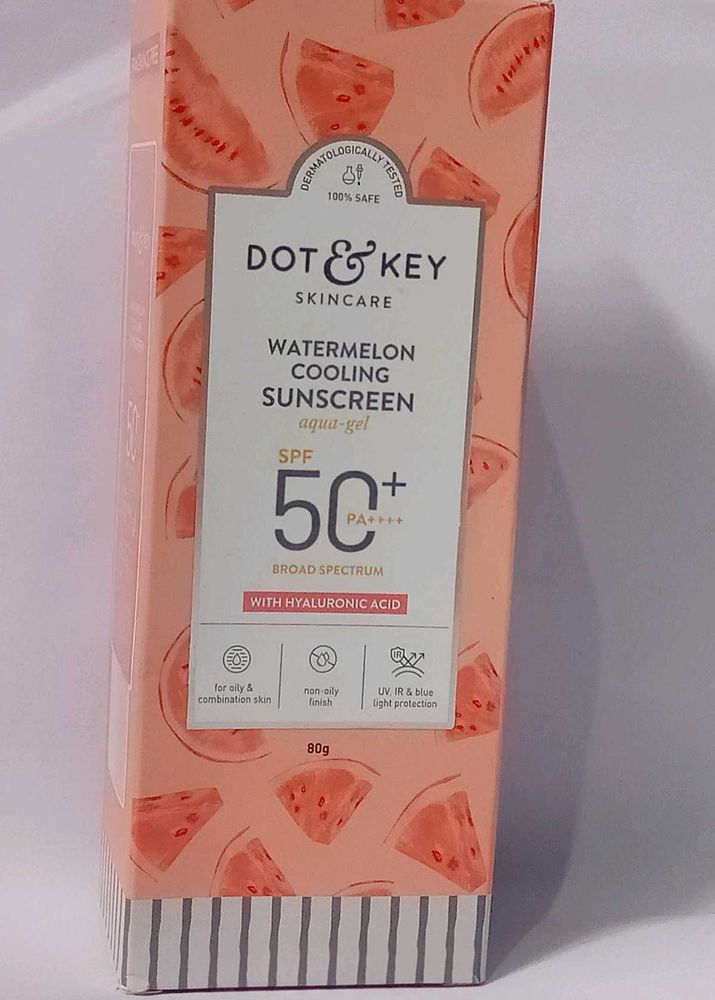 DERMATOLOGICALLY TESTED
100% SAFE
DOT & KEY
SKINCARE
WATERMELON
COOLING
SUNSCREEN
aqua-gel
SPF
50+
PA++++
BROAD SPECTRUM
WITH HYALURONIC ACID
for oily &
combination skin
non-oily
finish
IR
UV, IR & blue
light protection
80g